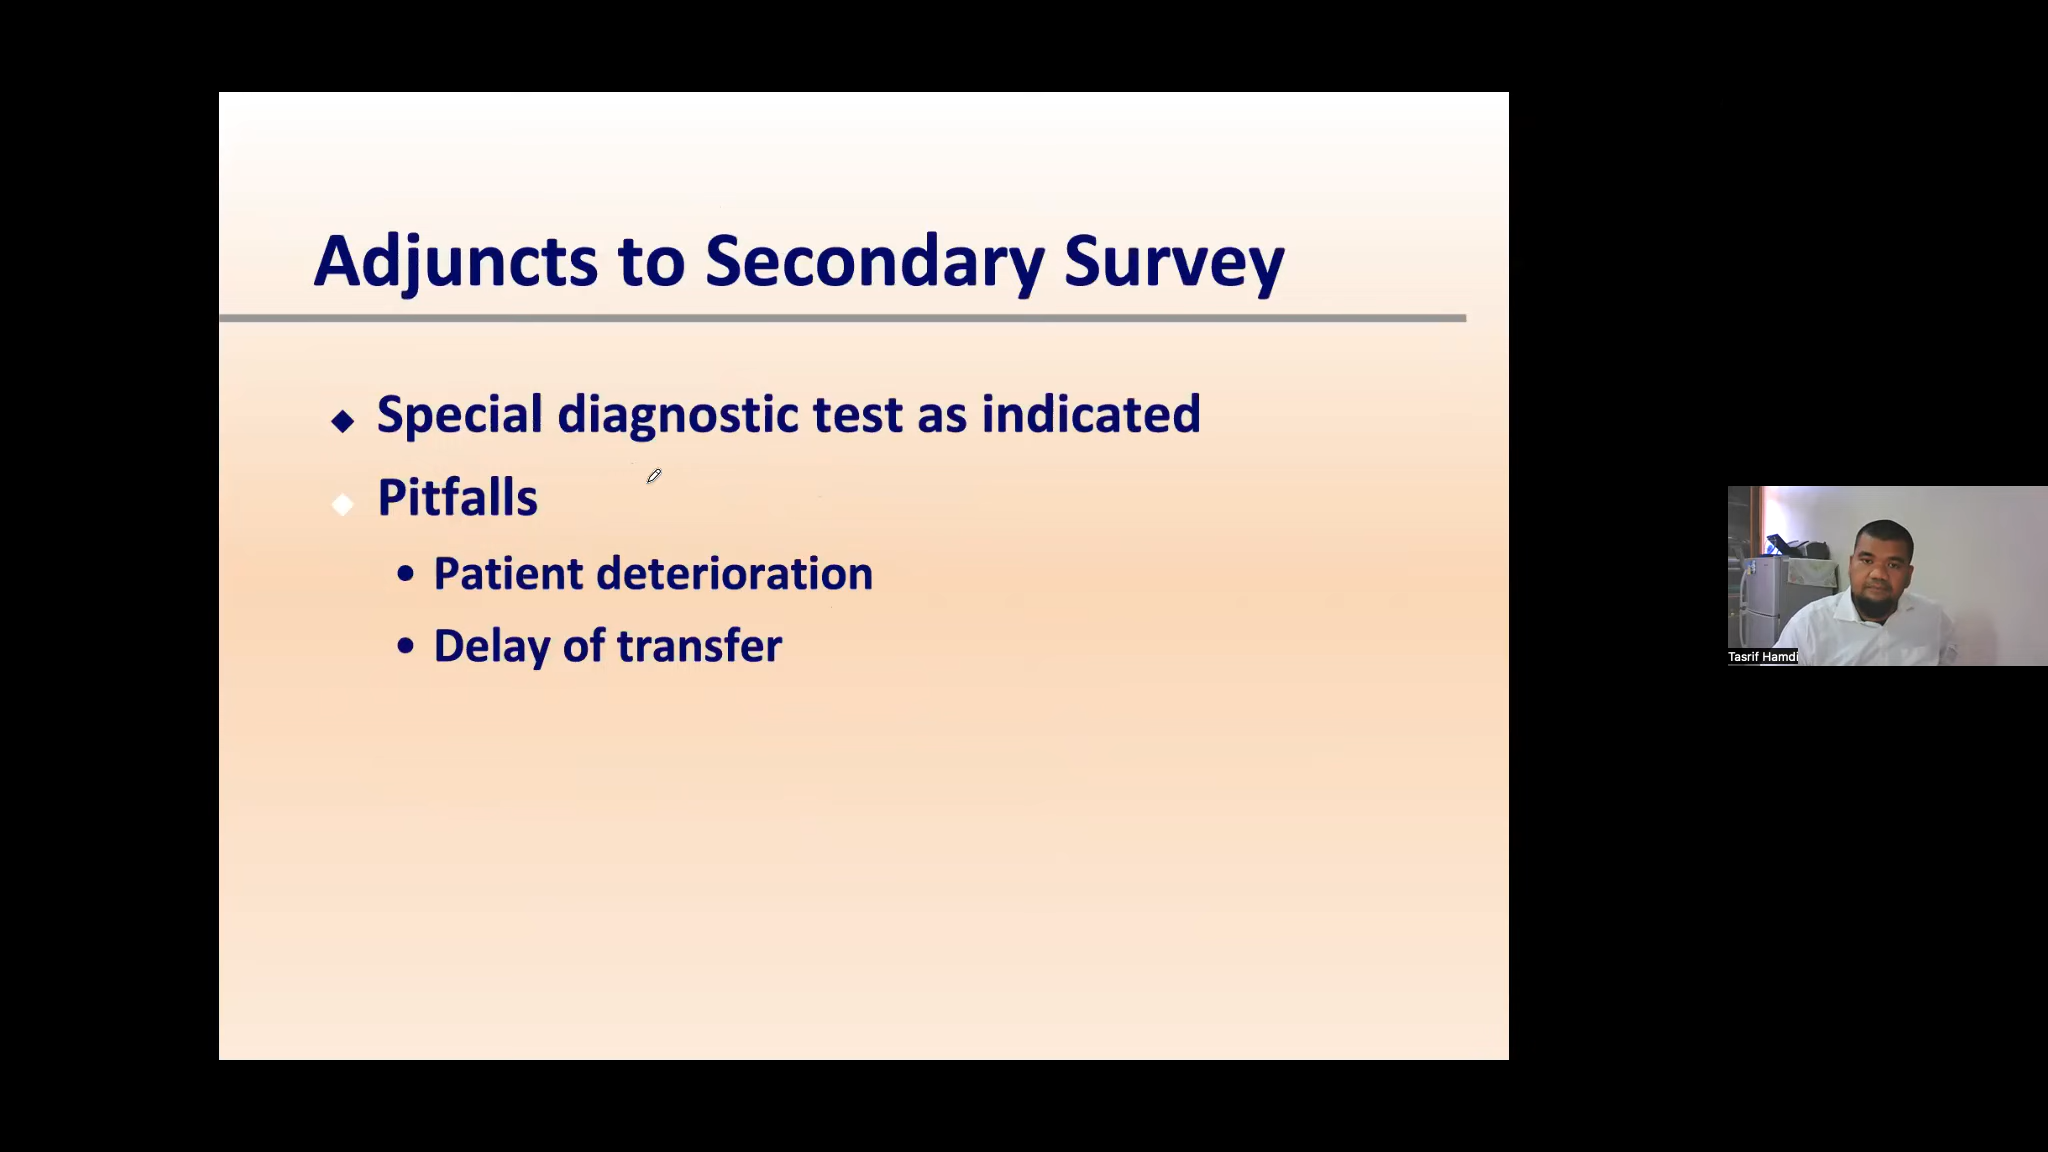 Adjuncts to Secondary Survey
Special diagnostic test as indicated
Pitfalls
Patient deterioration
Delay of transfer
Tasrif Hamdi